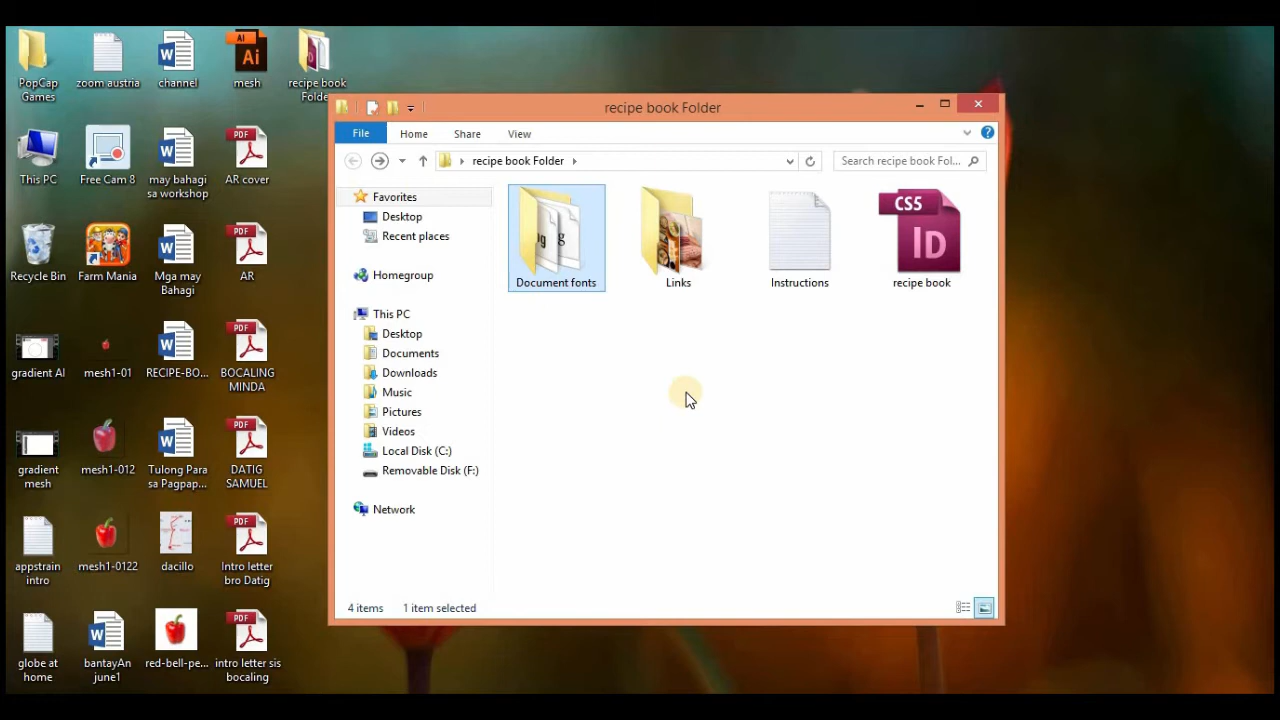 PopCap
Games
zoom austria
channel
Ai
Ai
mesh
recipe book
Folde
This PC
Free Cam 8
may bahagi
sa workshop
PDF
AR cover
Recycle Bin
Farm Mania
Mga may
Bahagi
PDF
AR
gradient AI
mesh1-01
RECIPE-BO...
PDF
BOCALING
MINDA
gradient
mesh
mesh1-012
Tulong Para
sa Pagpap...
PDF
DATIG
SAMUEL
appstrain
intro
mesh1-0122
dacillo
PDF
Intro letter
bro Datig
globe at
home
bantayAn
june1
red-bell-pe...
PDF
intro letter sis
bocaling
recipe book Folder
File
Home
Share
View
recipe book Folder
Search recipe book Fol...
Favorites
Desktop
Recent places
Homegroup
This PC
Desktop
Documents
Downloads
Music
Pictures
Videos
Local Disk (C:)
Removable Disk (F:)
Network
Document fonts
Links
Instructions
CS5
Id
recipe book
4 items
1 item selected